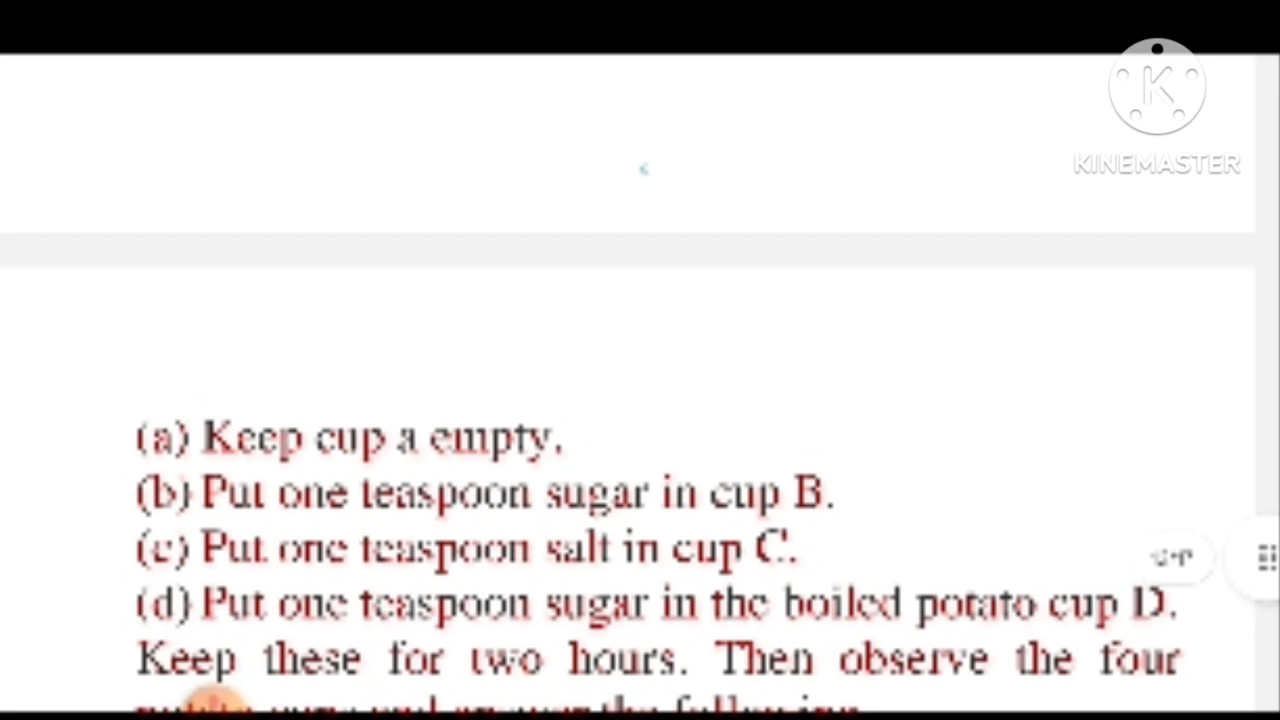 KINEMASTER
(a) Keep cup a empty.
(b) Put one teaspoon sugar in cup B.
(c) Put one teaspoon salt in cup C.
(d) Put one teaspoon sugar in the boiled potato cup D.
Keep these for two hours. Then observe the four